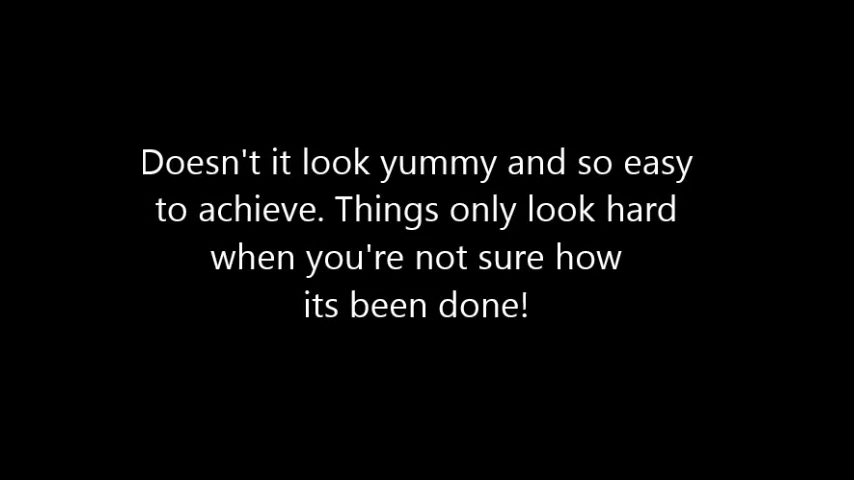 Doesn't it look yummy and so easy
to achieve. Things only look hard
when you're not sure how
its been done!